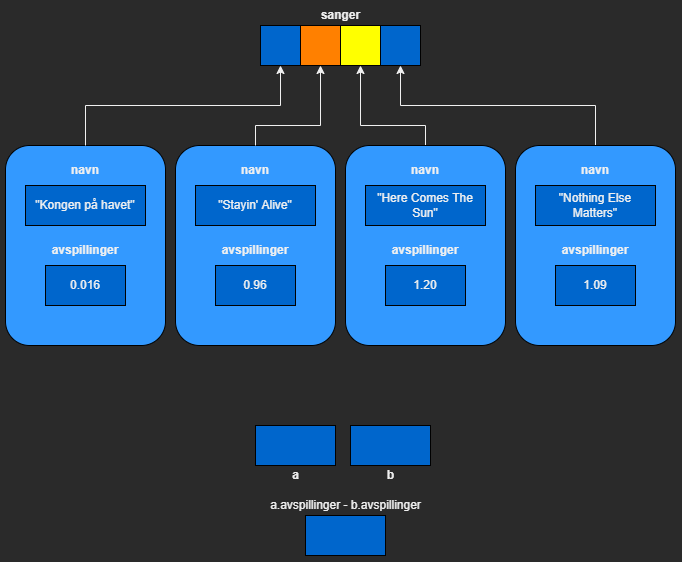 sanger
navn
"Kongen på havet"
avspillinger
0.016
navn
"Stayin' Alive"
avspillinger
0.96
navn
"Here Comes The
Sun"
avspillinger
1.20
navn
"Nothing Else
Matters"
avspillinger
1.09
a
b
a.avspillinger - b.avspillinger